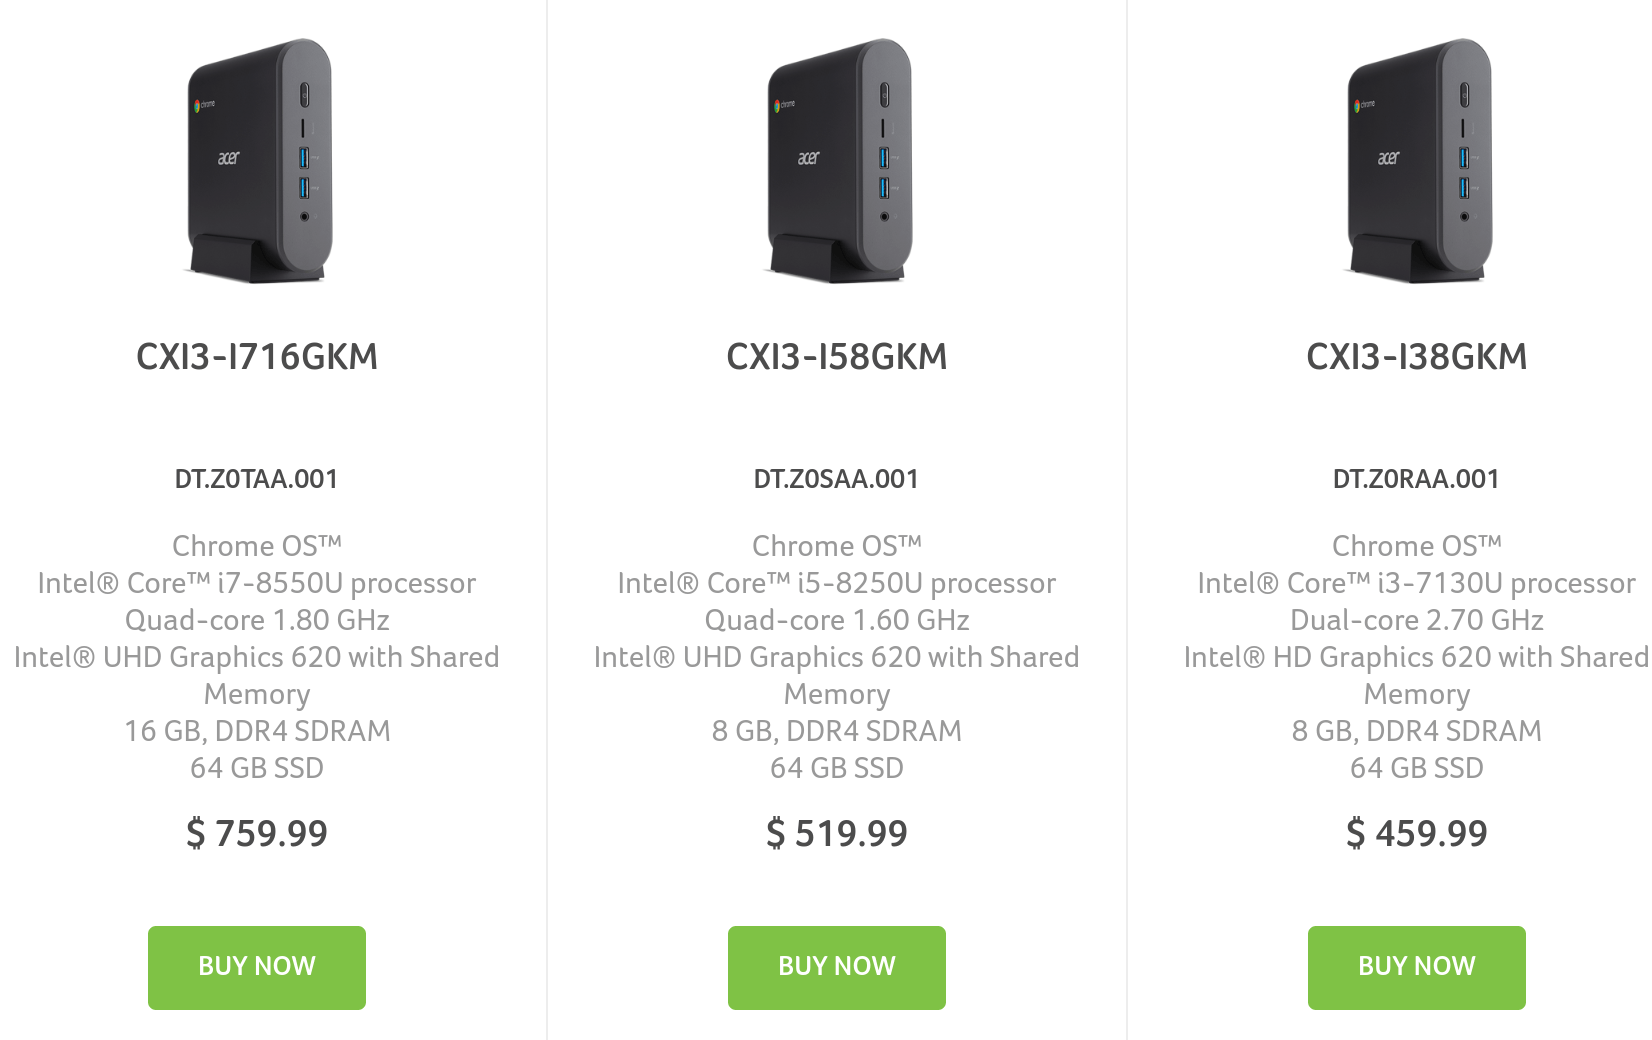 chrome
acer
CXI3-I716GKM
DT.Z0TAA.001
Chrome OS™
Intel® Core™ i7-8550U processor
Quad-core 1.80 GHz
Intel® UHD Graphics 620 with Shared
Memory
16 GB, DDR4 SDRAM
64 GB SSD
$ 759.99
BUY NOW
chrome
acer
CXI3-I58GKM
DT.Z0SAA.001
Chrome OS™
Intel® Core™ i5-8250U processor
Quad-core 1.60 GHz
Intel® UHD Graphics 620 with Shared
Memory
8 GB, DDR4 SDRAM
64 GB SSD
$ 519.99
BUY NOW
chrome
acer
CXI3-I38GKM
DT.Z0RAA.001
Chrome OS™
Intel® Core™ i3-7130U processor
Dual-core 2.70 GHz
Intel® HD Graphics 620 with Shared
Memory
8 GB, DDR4 SDRAM
64 GB SSD
$ 459.99
BUY NOW